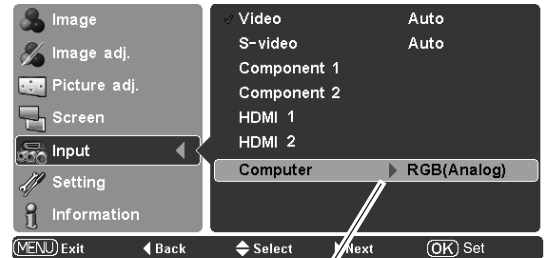 Image
Image adj.
Picture adj.
Screen
Input
Setting
Information
Video Auto
S-video Auto
Component 1
Component 2
HDMI 1
HDMI 2
Computer RGB(Analog)
MENU Exit Back Select Next OK Set